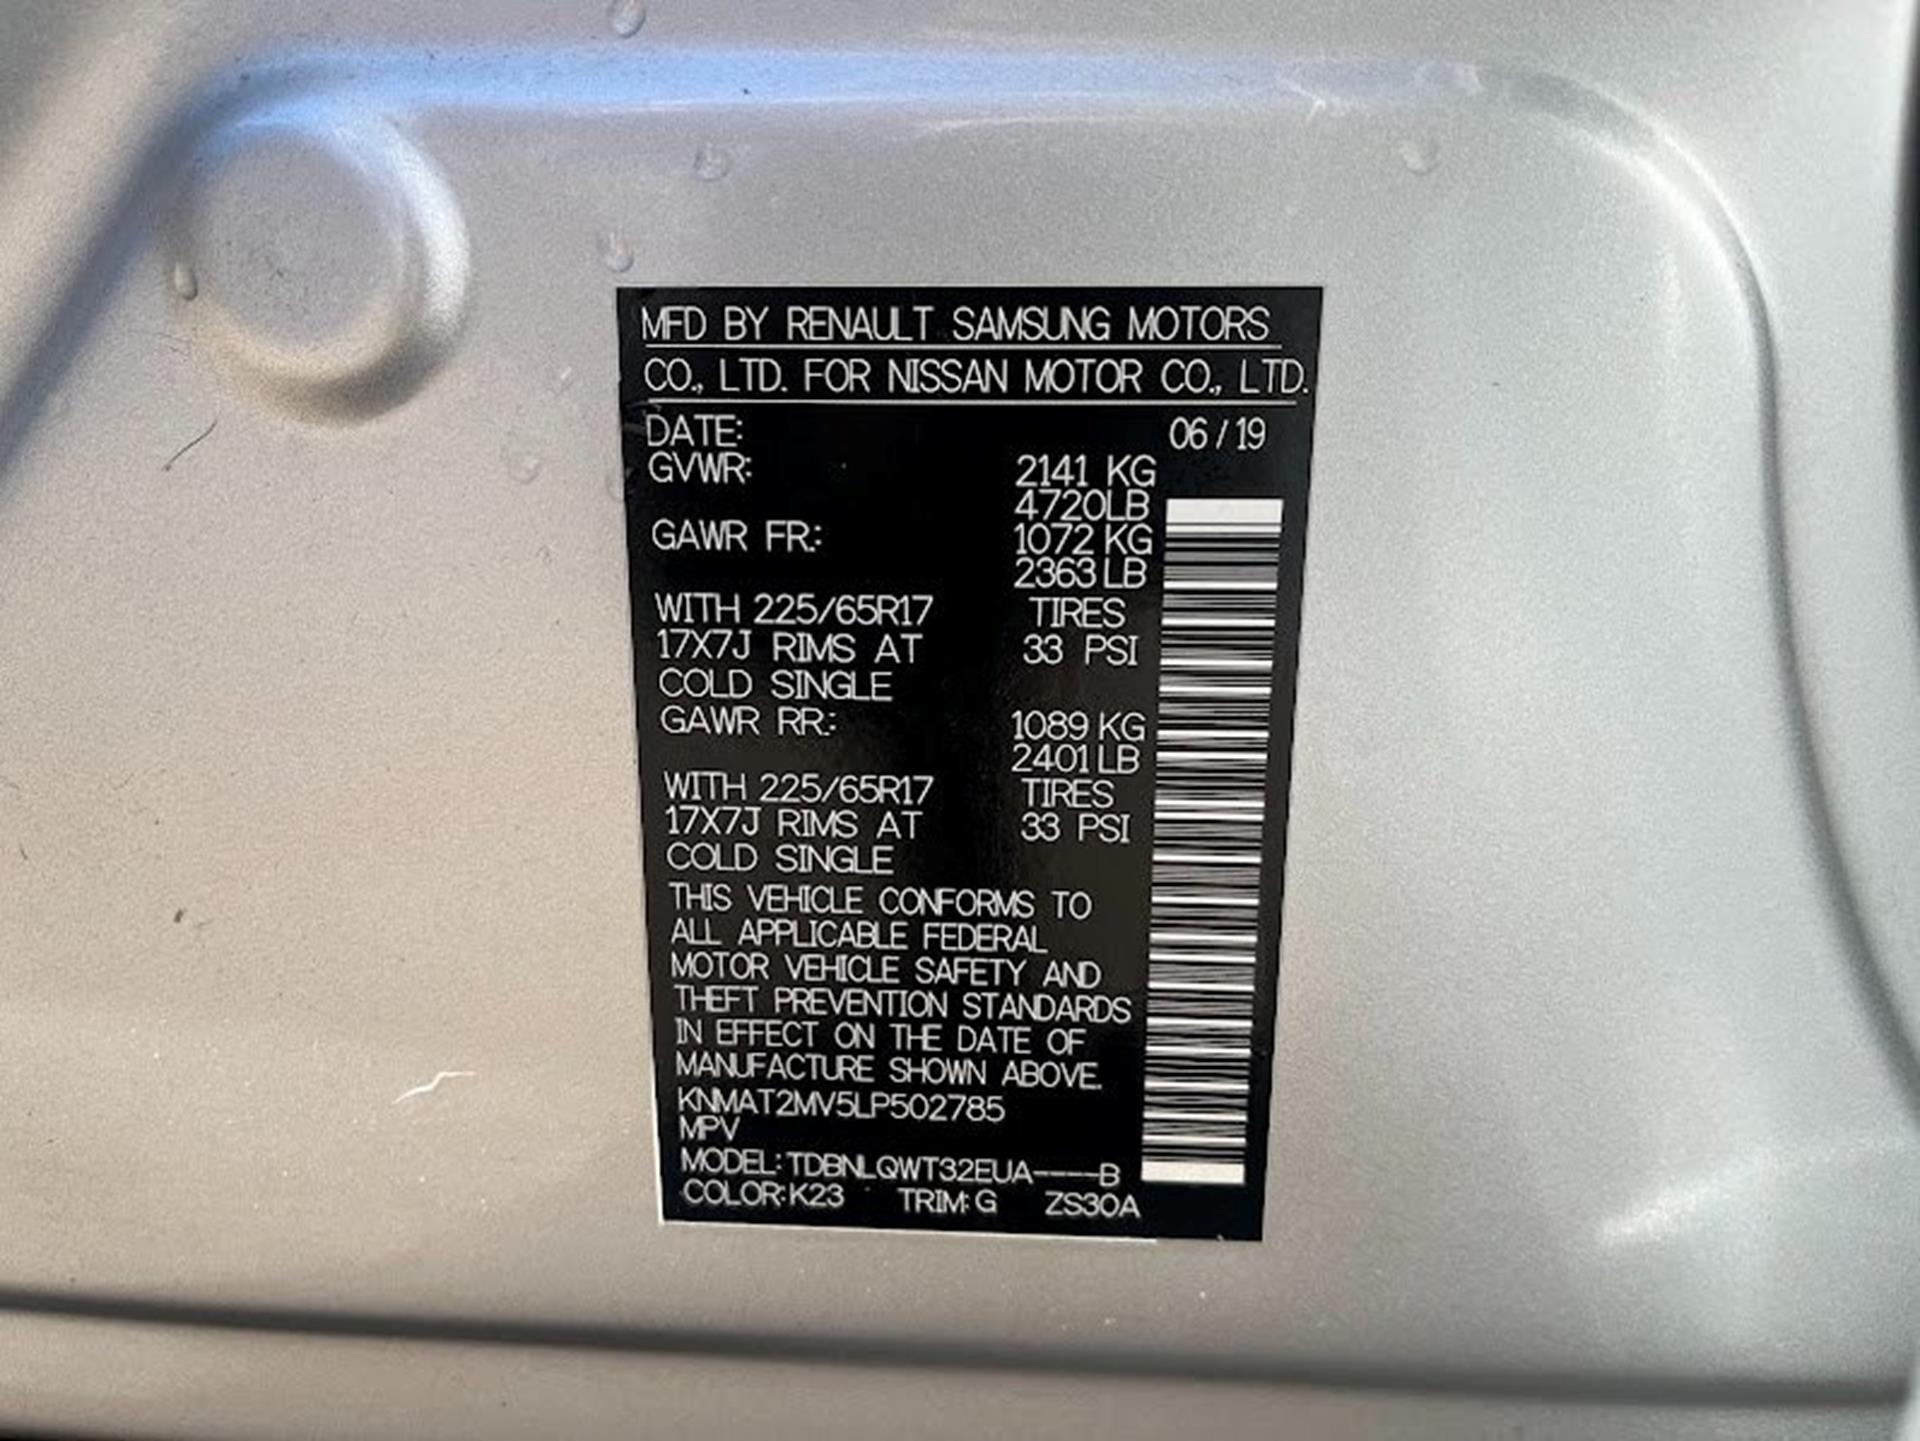 MFD BY RENAULT SAMSUNG MOTORS
CO., LTD. FOR NISSAN MOTOR CO., LTD.
DATE: 06 / 19
GVWR: 2141 KG
4720LB
GAWR FR.: 1072 KG
2363 LB
WITH 225/65R17 TIRES
17X7J RIMS AT 33 PSI
COLD SINGLE
GAWR RR.: 1089 KG
2401 LB
WITH 225/65R17 TIRES
17X7J RIMS AT 33 PSI
COLD SINGLE
THIS VEHICLE CONFORMS TO
ALL APPLICABLE FEDERAL
MOTOR VEHICLE SAFETY AND
THEFT PREVENTION STANDARDS
IN EFFECT ON THE DATE OF
MANUFACTURE SHOWN ABOVE.
KNMAT2MV5LP502785
MPV
MODEL: TDBNLQWT32EUA----B
COLOR: K23 TRIM: G ZS30A